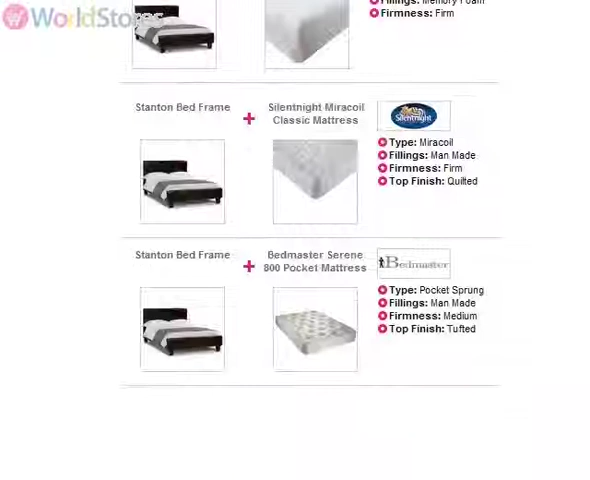 WorldStores
Fillings: Memory Foam
Firmness: Firm
Stanton Bed Frame
+
Silentnight Miracoil
Classic Mattress
Silentnight
Type: Miracoil
Fillings: Man Made
Firmness: Firm
Top Finish: Quilted
Stanton Bed Frame
+
Bedmaster Serene
800 Pocket Mattress
Bedmaster
Type: Pocket Sprung
Fillings: Man Made
Firmness: Medium
Top Finish: Tufted